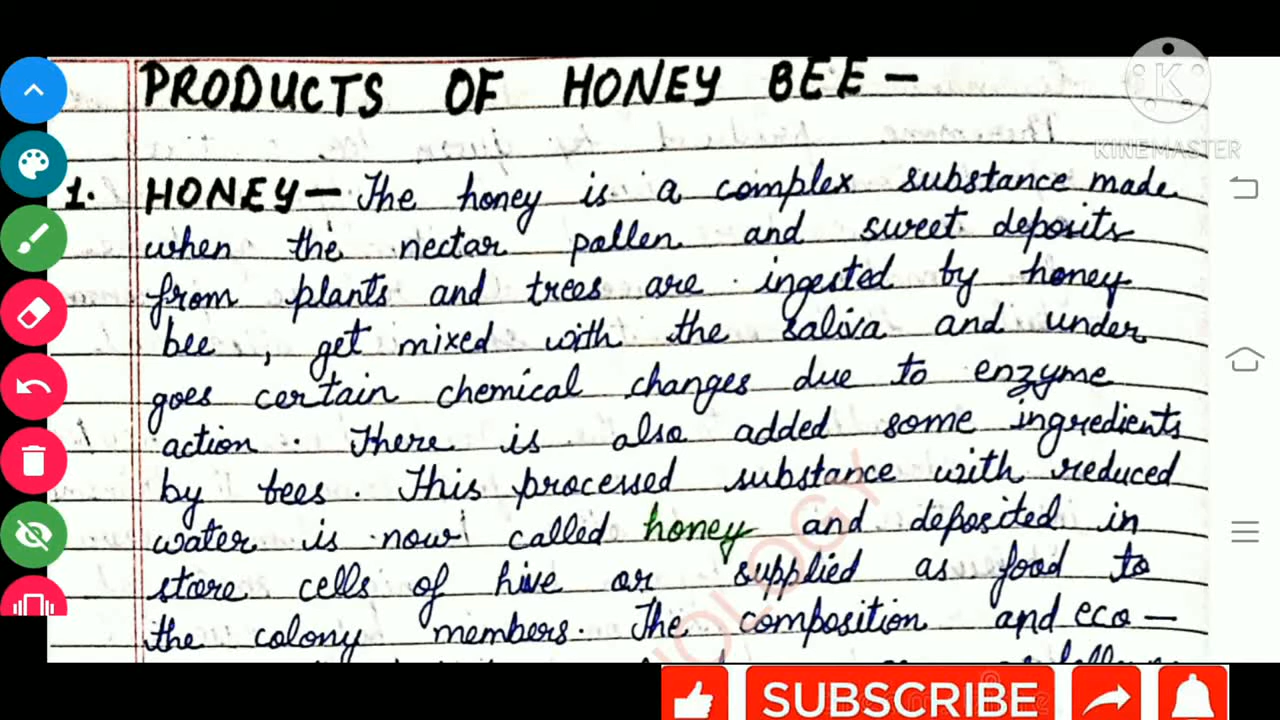 PRODUCTS OF HONEY BEE –
KINEMASTER
1. HONEY – The honey is a complex substance made
when the nectar pollen and sweet deposits
from plants and trees are ingested by honey
bee, get mixed with the saliva and under
goes certain chemical changes due to enzyme
action. There is also added some ingredients
by bees. This processed substance with reduced
water is now called honey and deposited in
store cells of hive or supplied as food to
the colony members. The composition and eco –
SUBSCRIBE